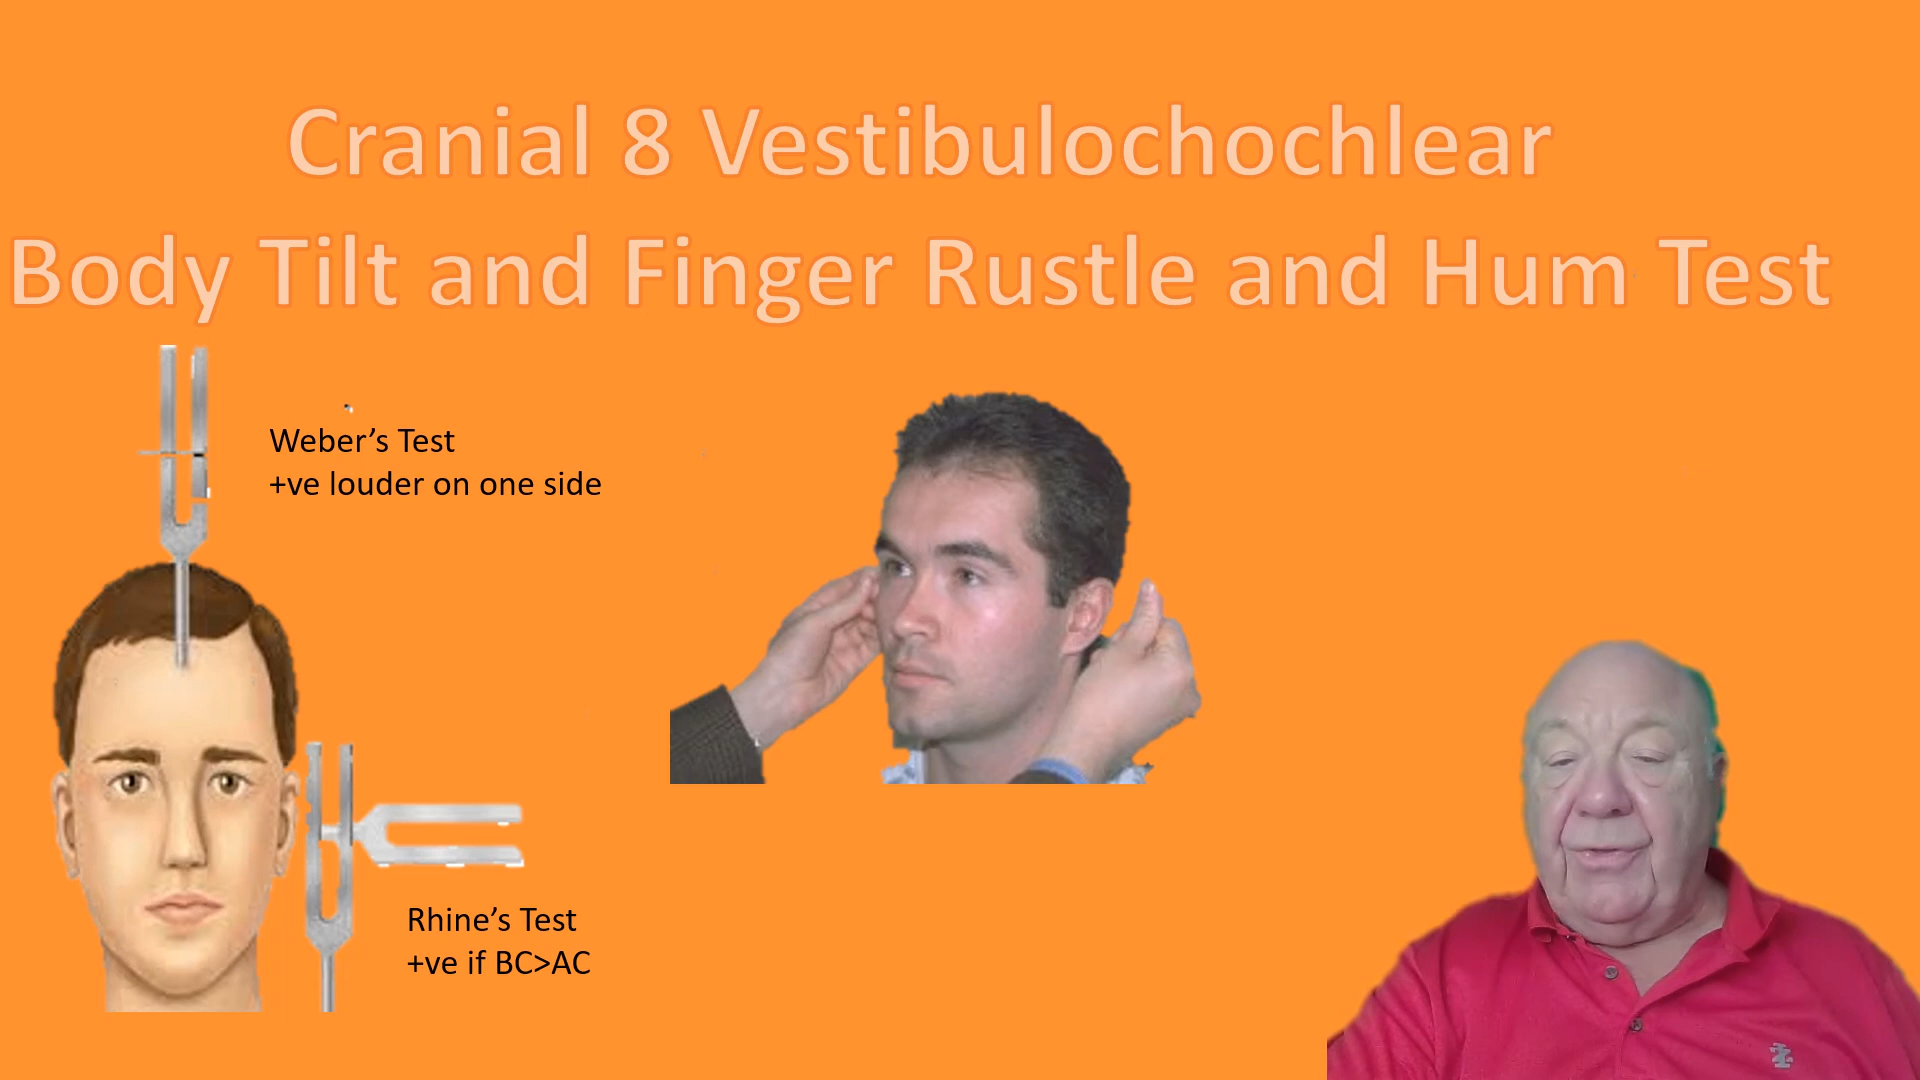 Cranial 8 Vestibulochochlear
Body Tilt and Finger Rustle and Hum Test
Weber’s Test
+ve louder on one side
Rhine’s Test
+ve if BC>AC